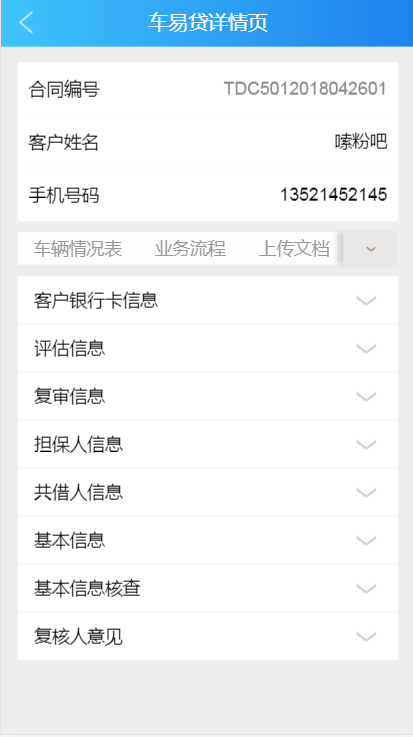 车易贷详情页
合同编号 TDC5012018042601
客户姓名 嗦粉吧
手机号码 13521452145
车辆情况表 业务流程 上传文档
客户银行卡信息
评估信息
复审信息
担保人信息
共借人信息
基本信息
基本信息核查
复核人意见